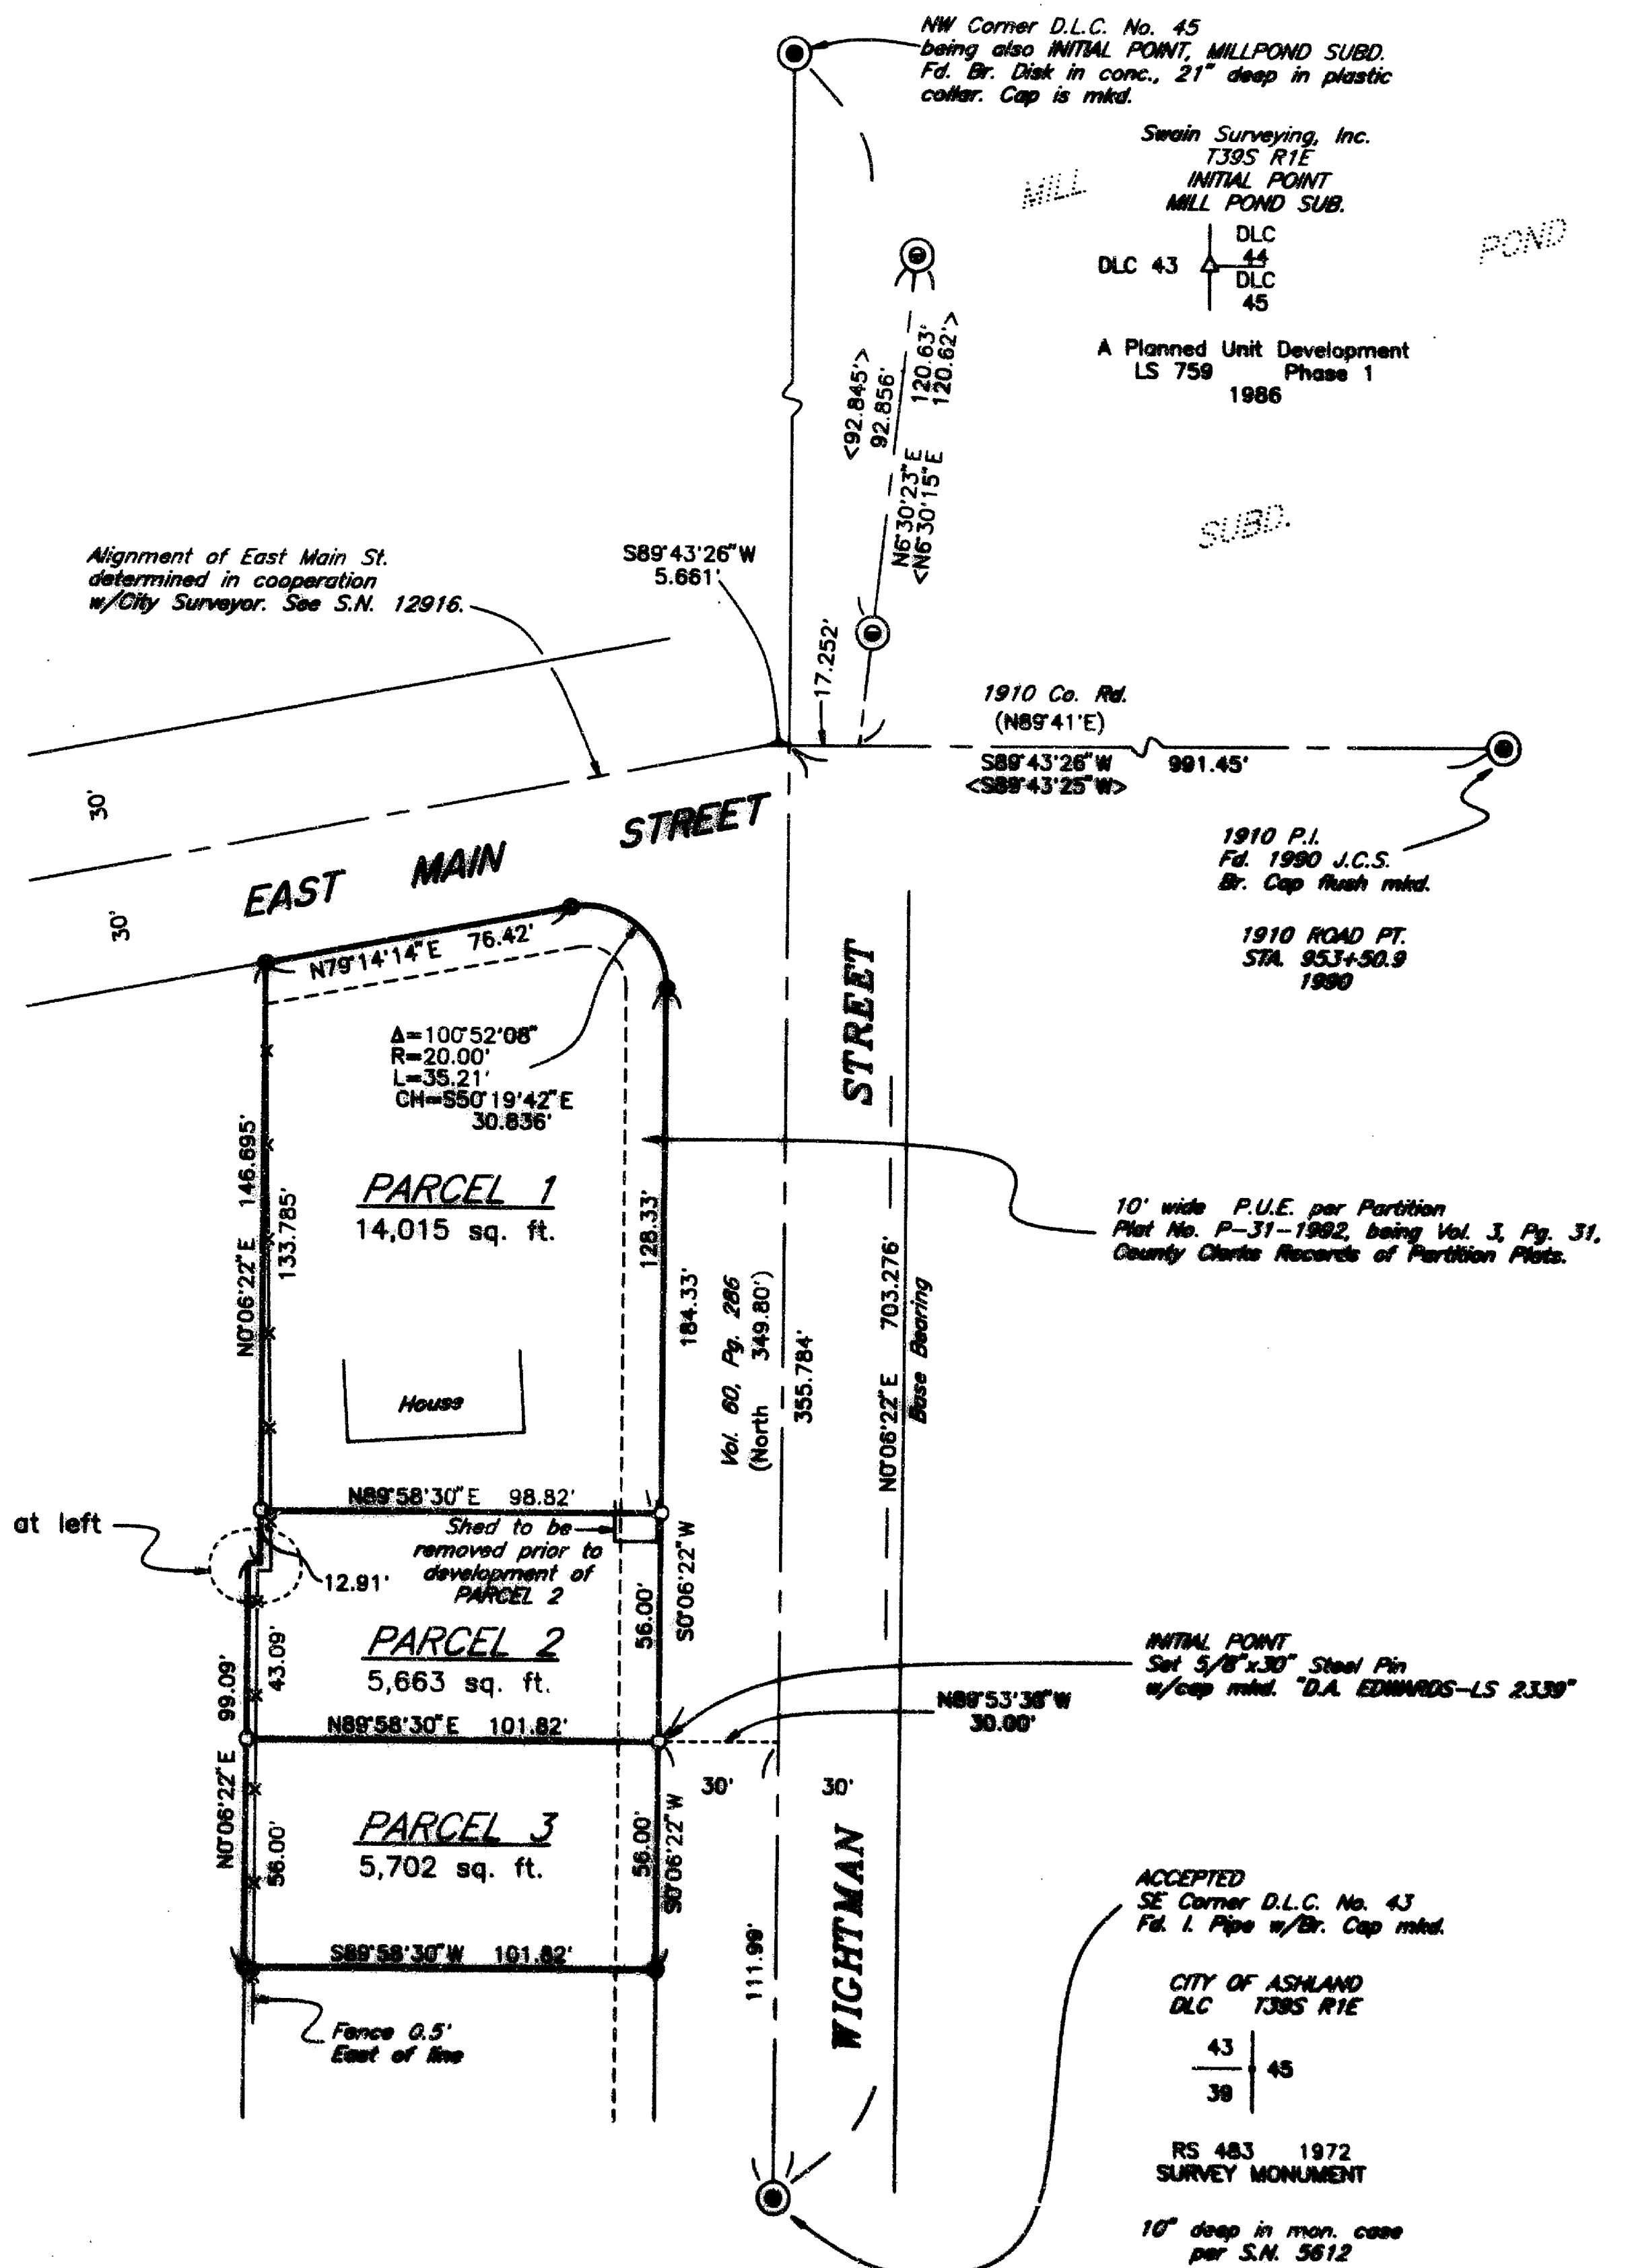 NW Corner D.L.C. No. 45
being also INITIAL POINT, MILLPOND SUBD.
Fd. Br. Disk in conc., 21" deep in plastic
collar. Cap is mkd.
Swain Surveying, Inc.
T39S R1E
INITIAL POINT
MILL POND SUB.
DLC 43
DLC
44
DLC
45
A Planned Unit Development
LS 759 Phase 1
1986
MILL
POND
SUBD.
<92.845'>
92.856'
120.63'
120.62'>
N6°30'23"E
<N6°30'15"E
Alignment of East Main St.
determined in cooperation
w/City Surveyor. See S.N. 12916.
S89°43'26"W
5.661'
17.252'
1910 Co. Rd.
(N89°41'E)
S89°43'26"W 991.45'
<S89°43'25"W>
1910 P.I.
Fd. 1990 J.C.S.
Br. Cap flush mkd.
1910 ROAD PT.
STA. 953+50.9
1990
30'
30'
EAST MAIN STREET
N79°14'14"E 76.42'
Δ=100°52'08"
R=20.00'
L=35.21'
CH=S50°19'42"E
30.836'
STREET
N0°06'22"E 146.695'
133.785'
PARCEL 1
14,015 sq. ft.
128.33'
184.33'
10' wide P.U.E. per Partition
Plat No. P-31-1992, being Vol. 3, Pg. 31,
County Clerks Records of Partition Plats.
Vol. 60, Pg. 286
(North 349.80')
355.784'
N0°06'22"E 703.276'
Base Bearing
House
N89°58'30"E 98.82'
at left
Shed to be
removed prior to
development of
PARCEL 2
12.91'
56.00'
S0°06'22"W
PARCEL 2
5,663 sq. ft.
99.09'
43.09'
N89°58'30"E 101.82'
INITIAL POINT
Set 5/8"x30" Steel Pin
w/cap mkd. "D.A. EDWARDS-LS 2339"
N89°53'38"W
30.00'
30'
30'
N0°06'22"E
56.00'
PARCEL 3
5,702 sq. ft.
56.00'
S0°06'22"W
S89°58'30"W 101.82'
111.99'
WIGHTMAN
Fence 0.5'
East of line
ACCEPTED
SE Corner D.L.C. No. 43
Fd. I. Pipe w/Br. Cap mkd.
CITY OF ASHLAND
DLC T39S R1E
43
39
45
RS 483 1972
SURVEY MONUMENT
10" deep in mon. case
per S.N. 5612